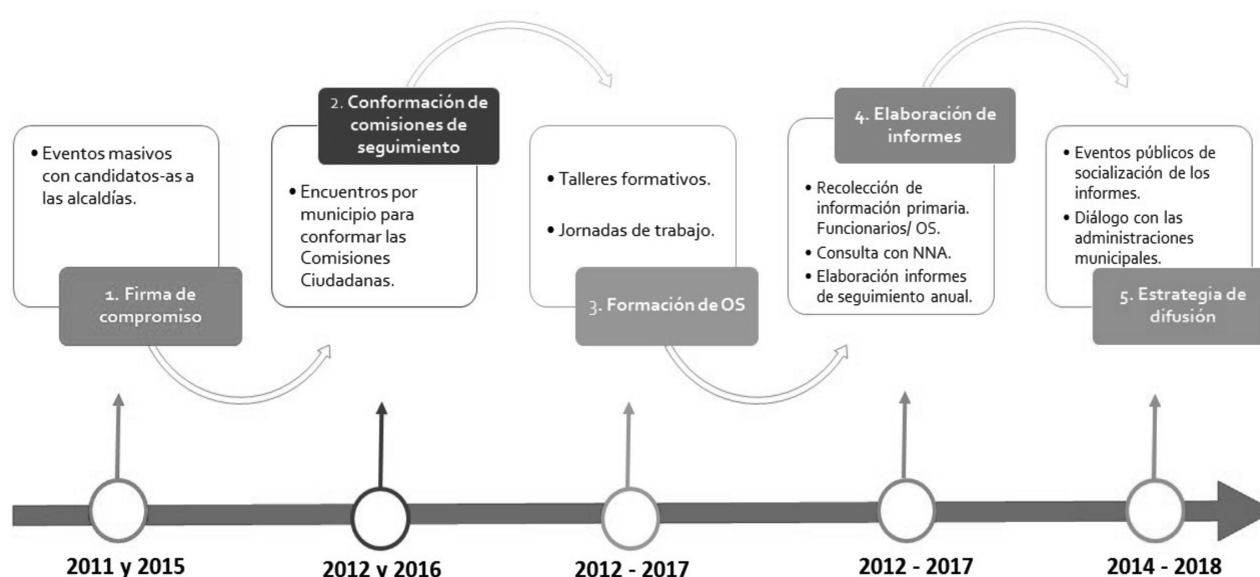 • Eventos masivos
con candidatos-as a
las alcaldías.
1. Firma de
compromiso
2. Conformación de
comisiones de
seguimiento
• Encuentros por
municipio para
conformar las
Comisiones
Ciudadanas.
• Talleres formativos.
• Jornadas de trabajo.
3. Formación de OS
4. Elaboración de
informes
• Recolección de
información primaria.
Funcionarios/ OS.
• Consulta con NNA.
• Elaboración informes
de seguimiento anual.
• Eventos públicos de
socialización de los
informes.
• Diálogo con las
administraciones
municipales.
5. Estrategia de
difusión
2011 y 2015
2012 y 2016
2012 - 2017
2012 - 2017
2014 - 2018